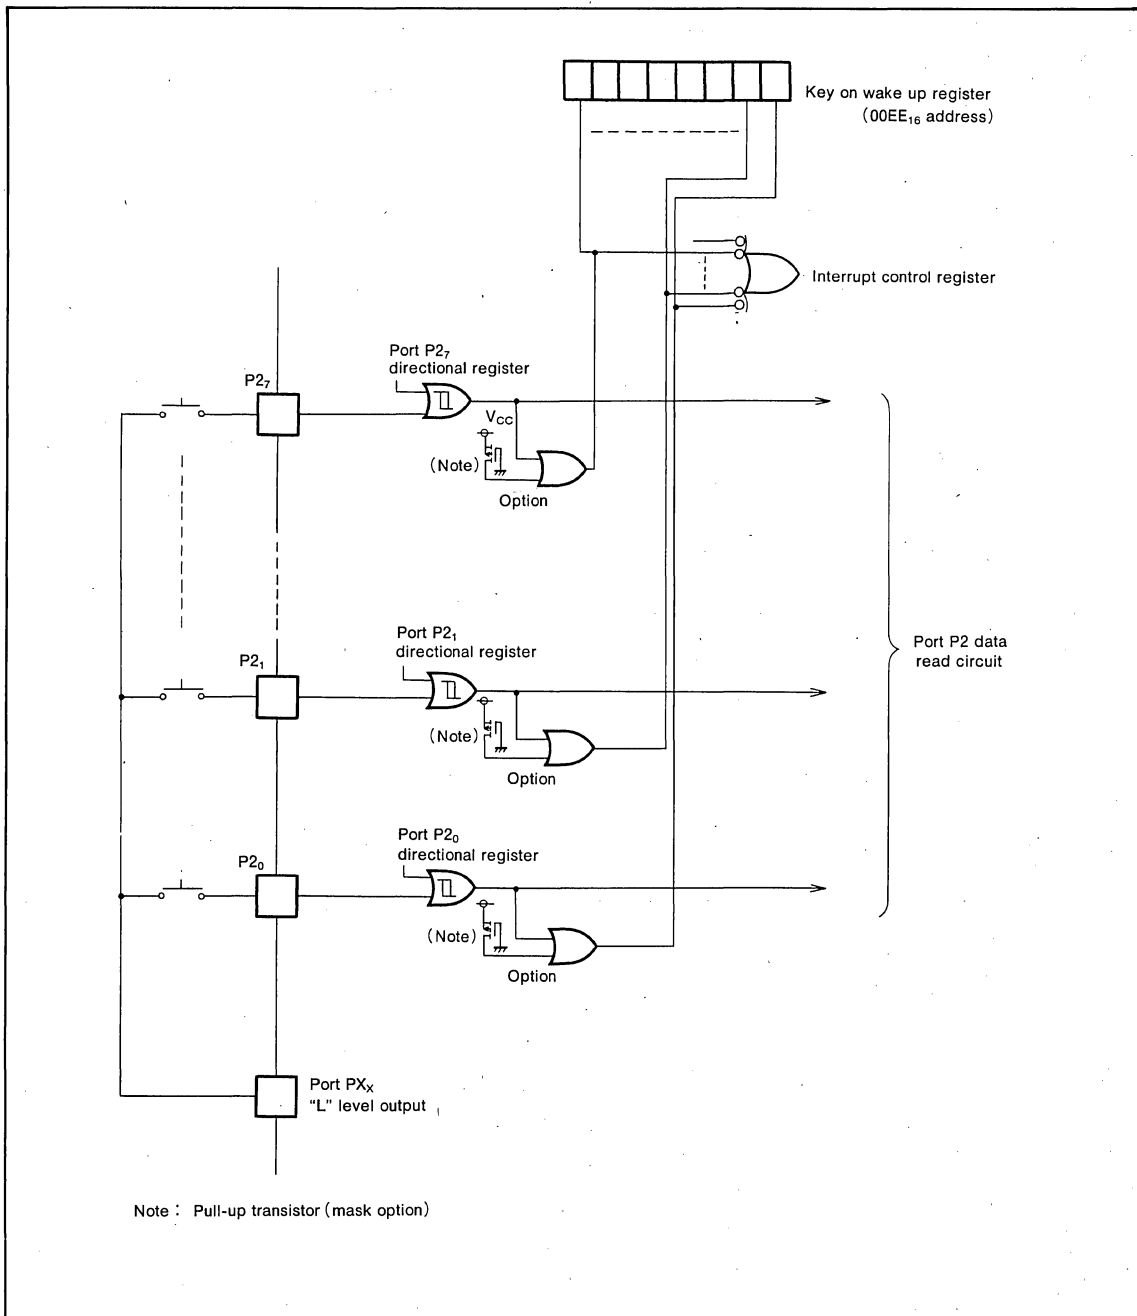 Key on wake up register
(00EE₁₆ address)
Interrupt control register
Port P2₇
directional register
P2₇
V_CC
(Note)
Option
Port P2₁
directional register
P2₁
(Note)
Option
Port P2 data
read circuit
Port P2₀
directional register
P2₀
(Note)
Option
Port PXₓ
“L” level output
Note : Pull-up transistor (mask option)